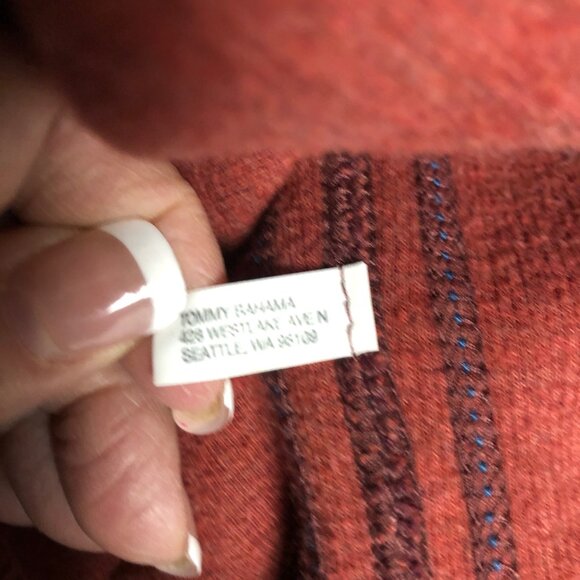 TOMMY BAHAMA
428 WESTLAKE AVE N
SEATTLE, WA 98109